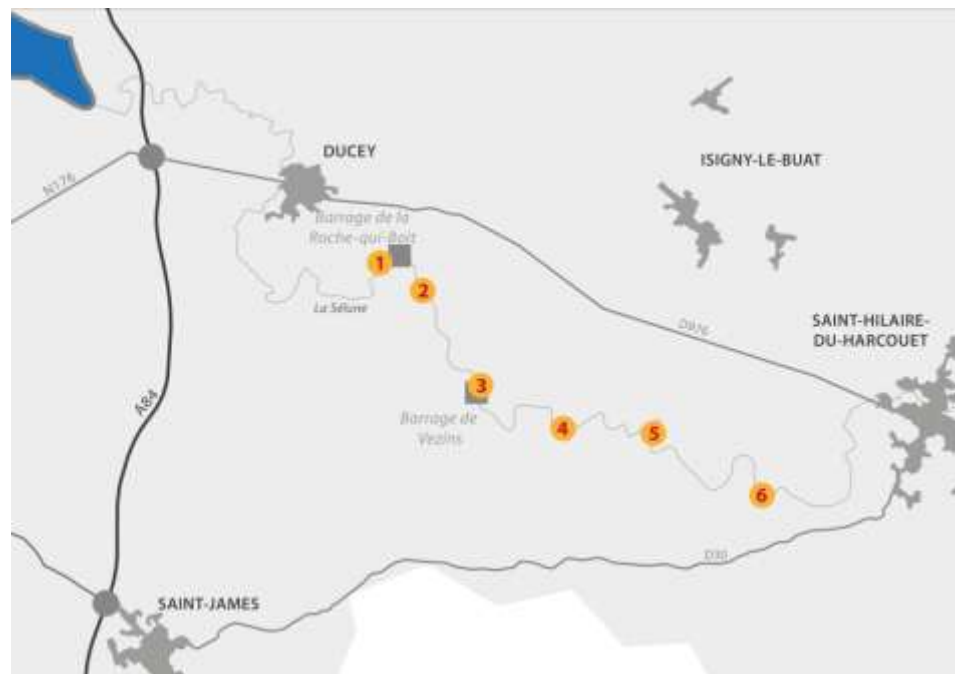 DUCEY
ISIGNY-LE-BUAT
N176
Barrage de la
Roche-qui-Boit
1
2
La Sélune
SAINT-HILAIRE-
DU-HARCOUET
D976
A84
3
Barrage de
Vezins
4
5
6
D30
SAINT-JAMES